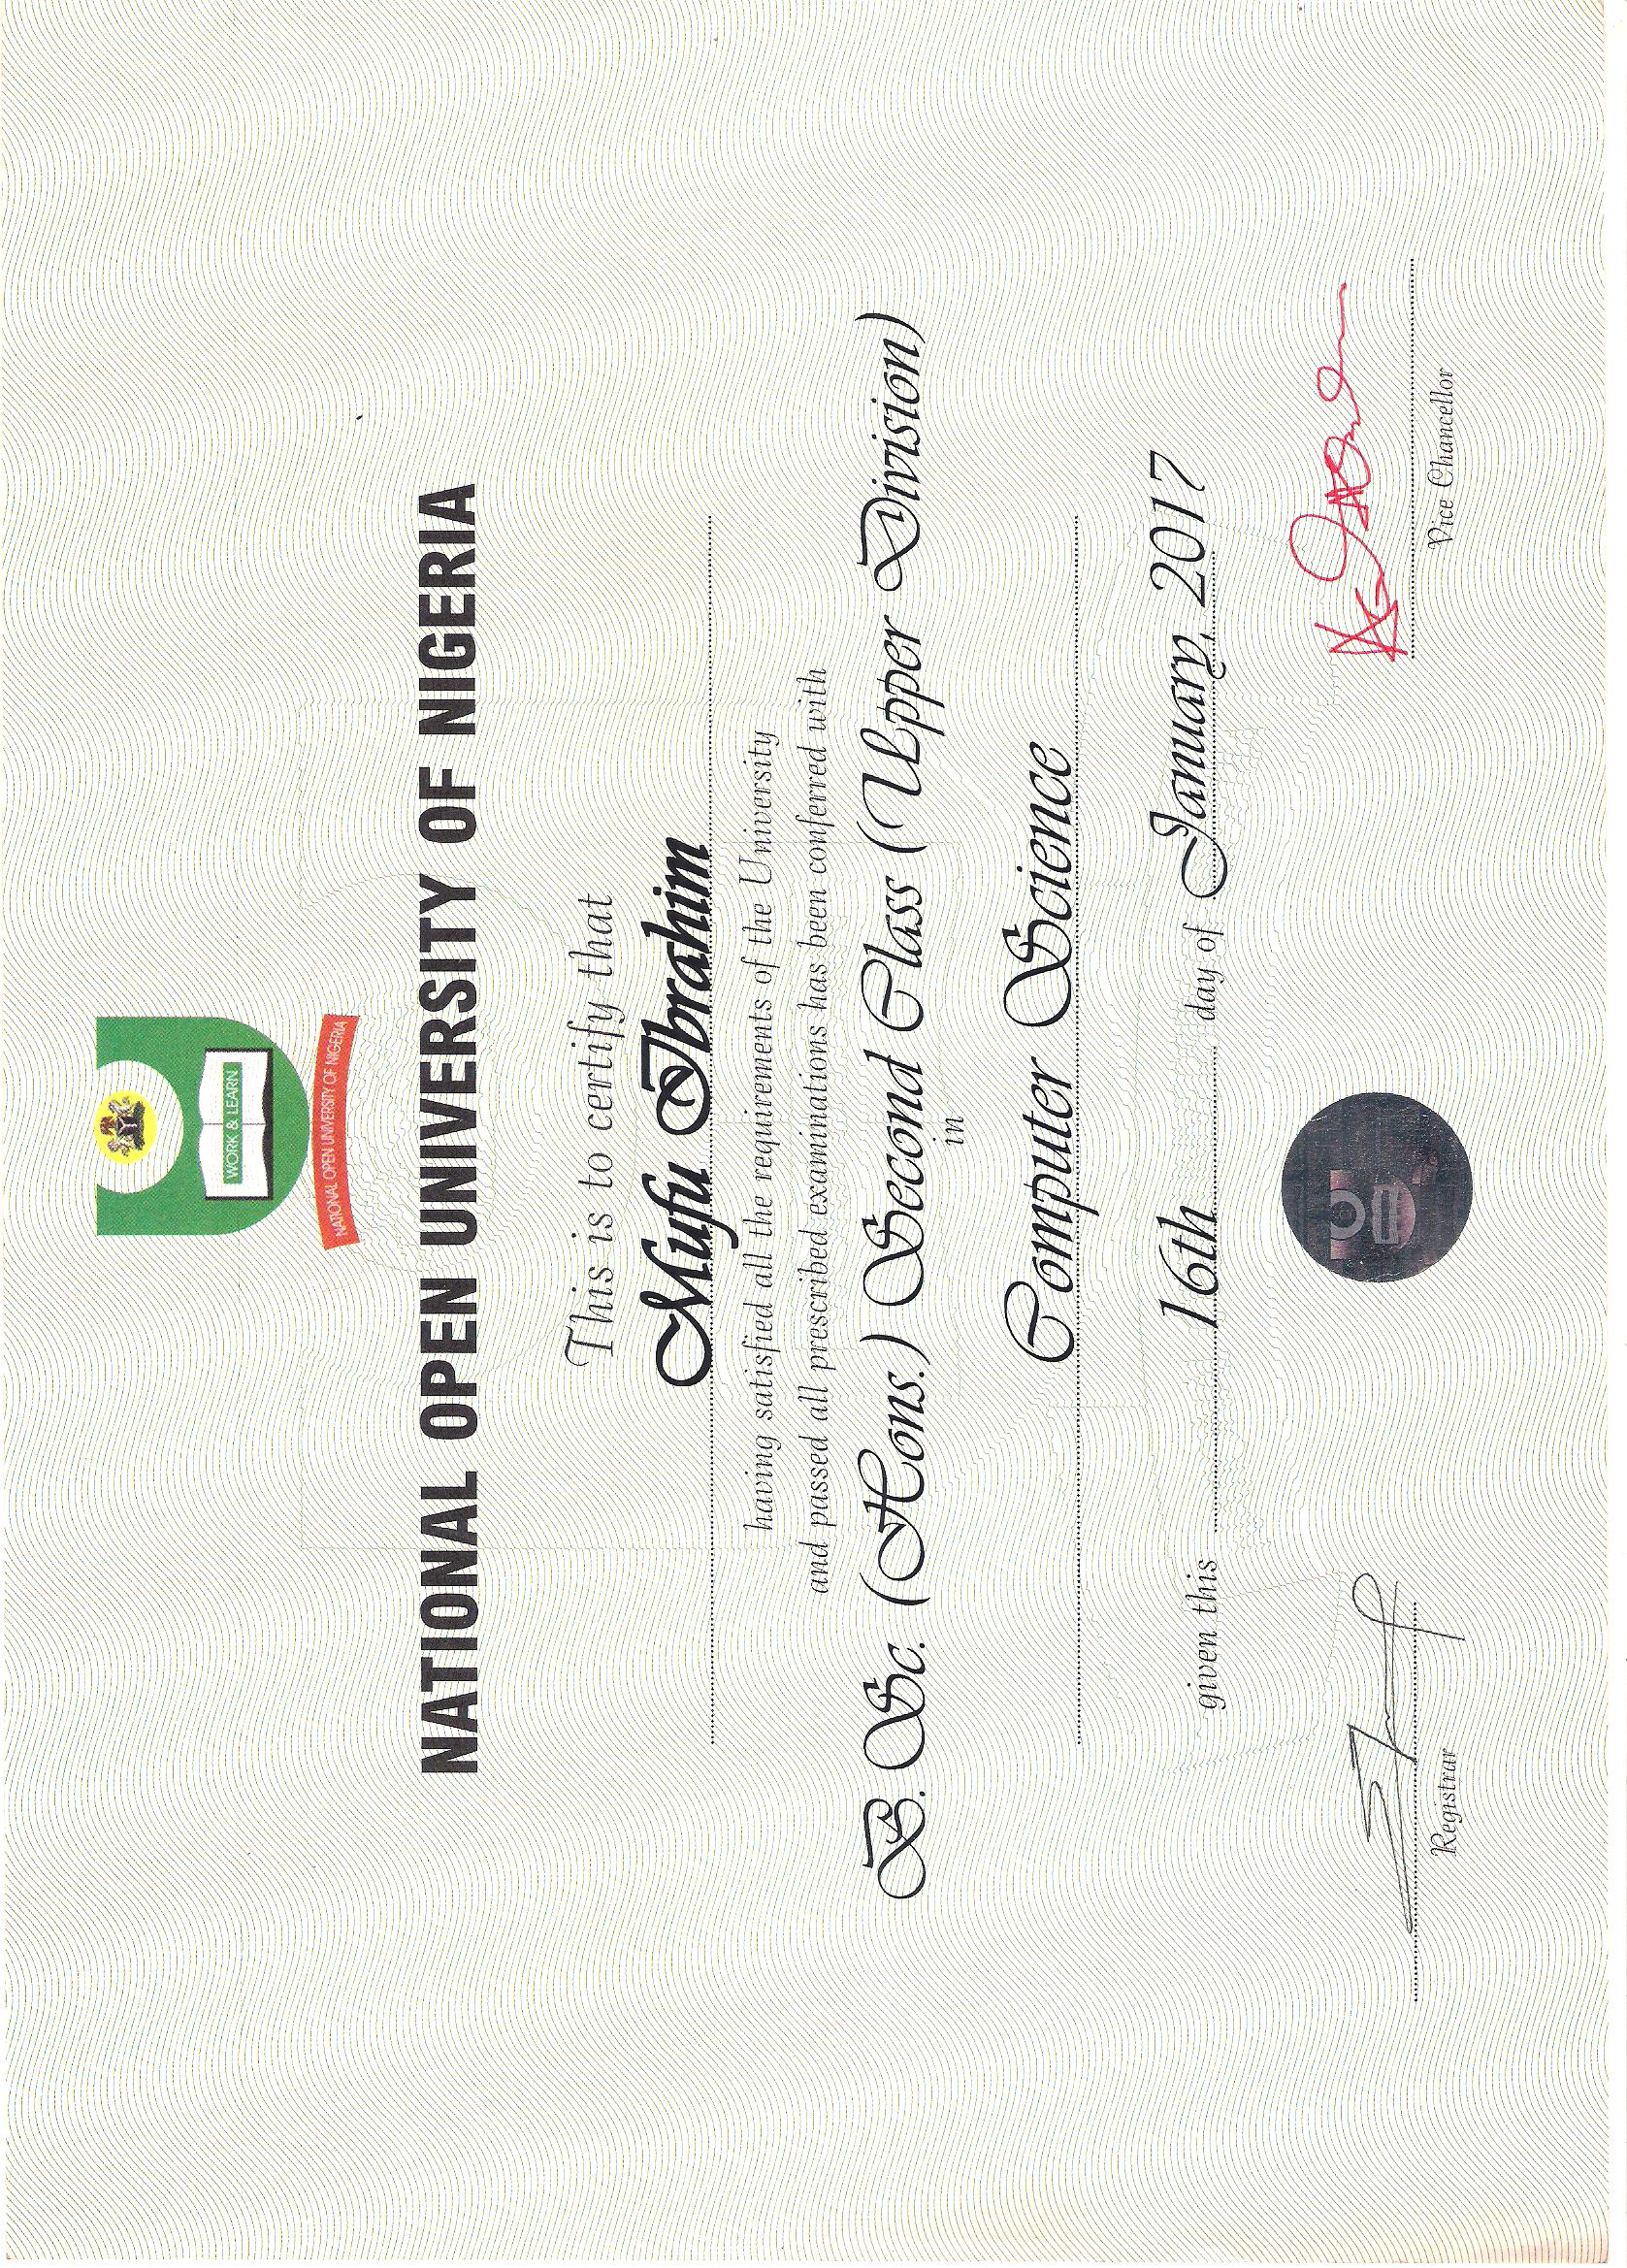 WORK & LEARN
NATIONAL OPEN UNIVERSITY OF NIGERIA
NATIONAL OPEN UNIVERSITY OF NIGERIA
This is to certify that
Mufu Ibrahim
having satisfied all the requirements of the University
and passed all prescribed examinations has been conferred with
B. Sc. (Hons.) Second Class (Upper Division)
in
Computer Science
given this 16th day of January, 2017
Registrar
Vice Chancellor